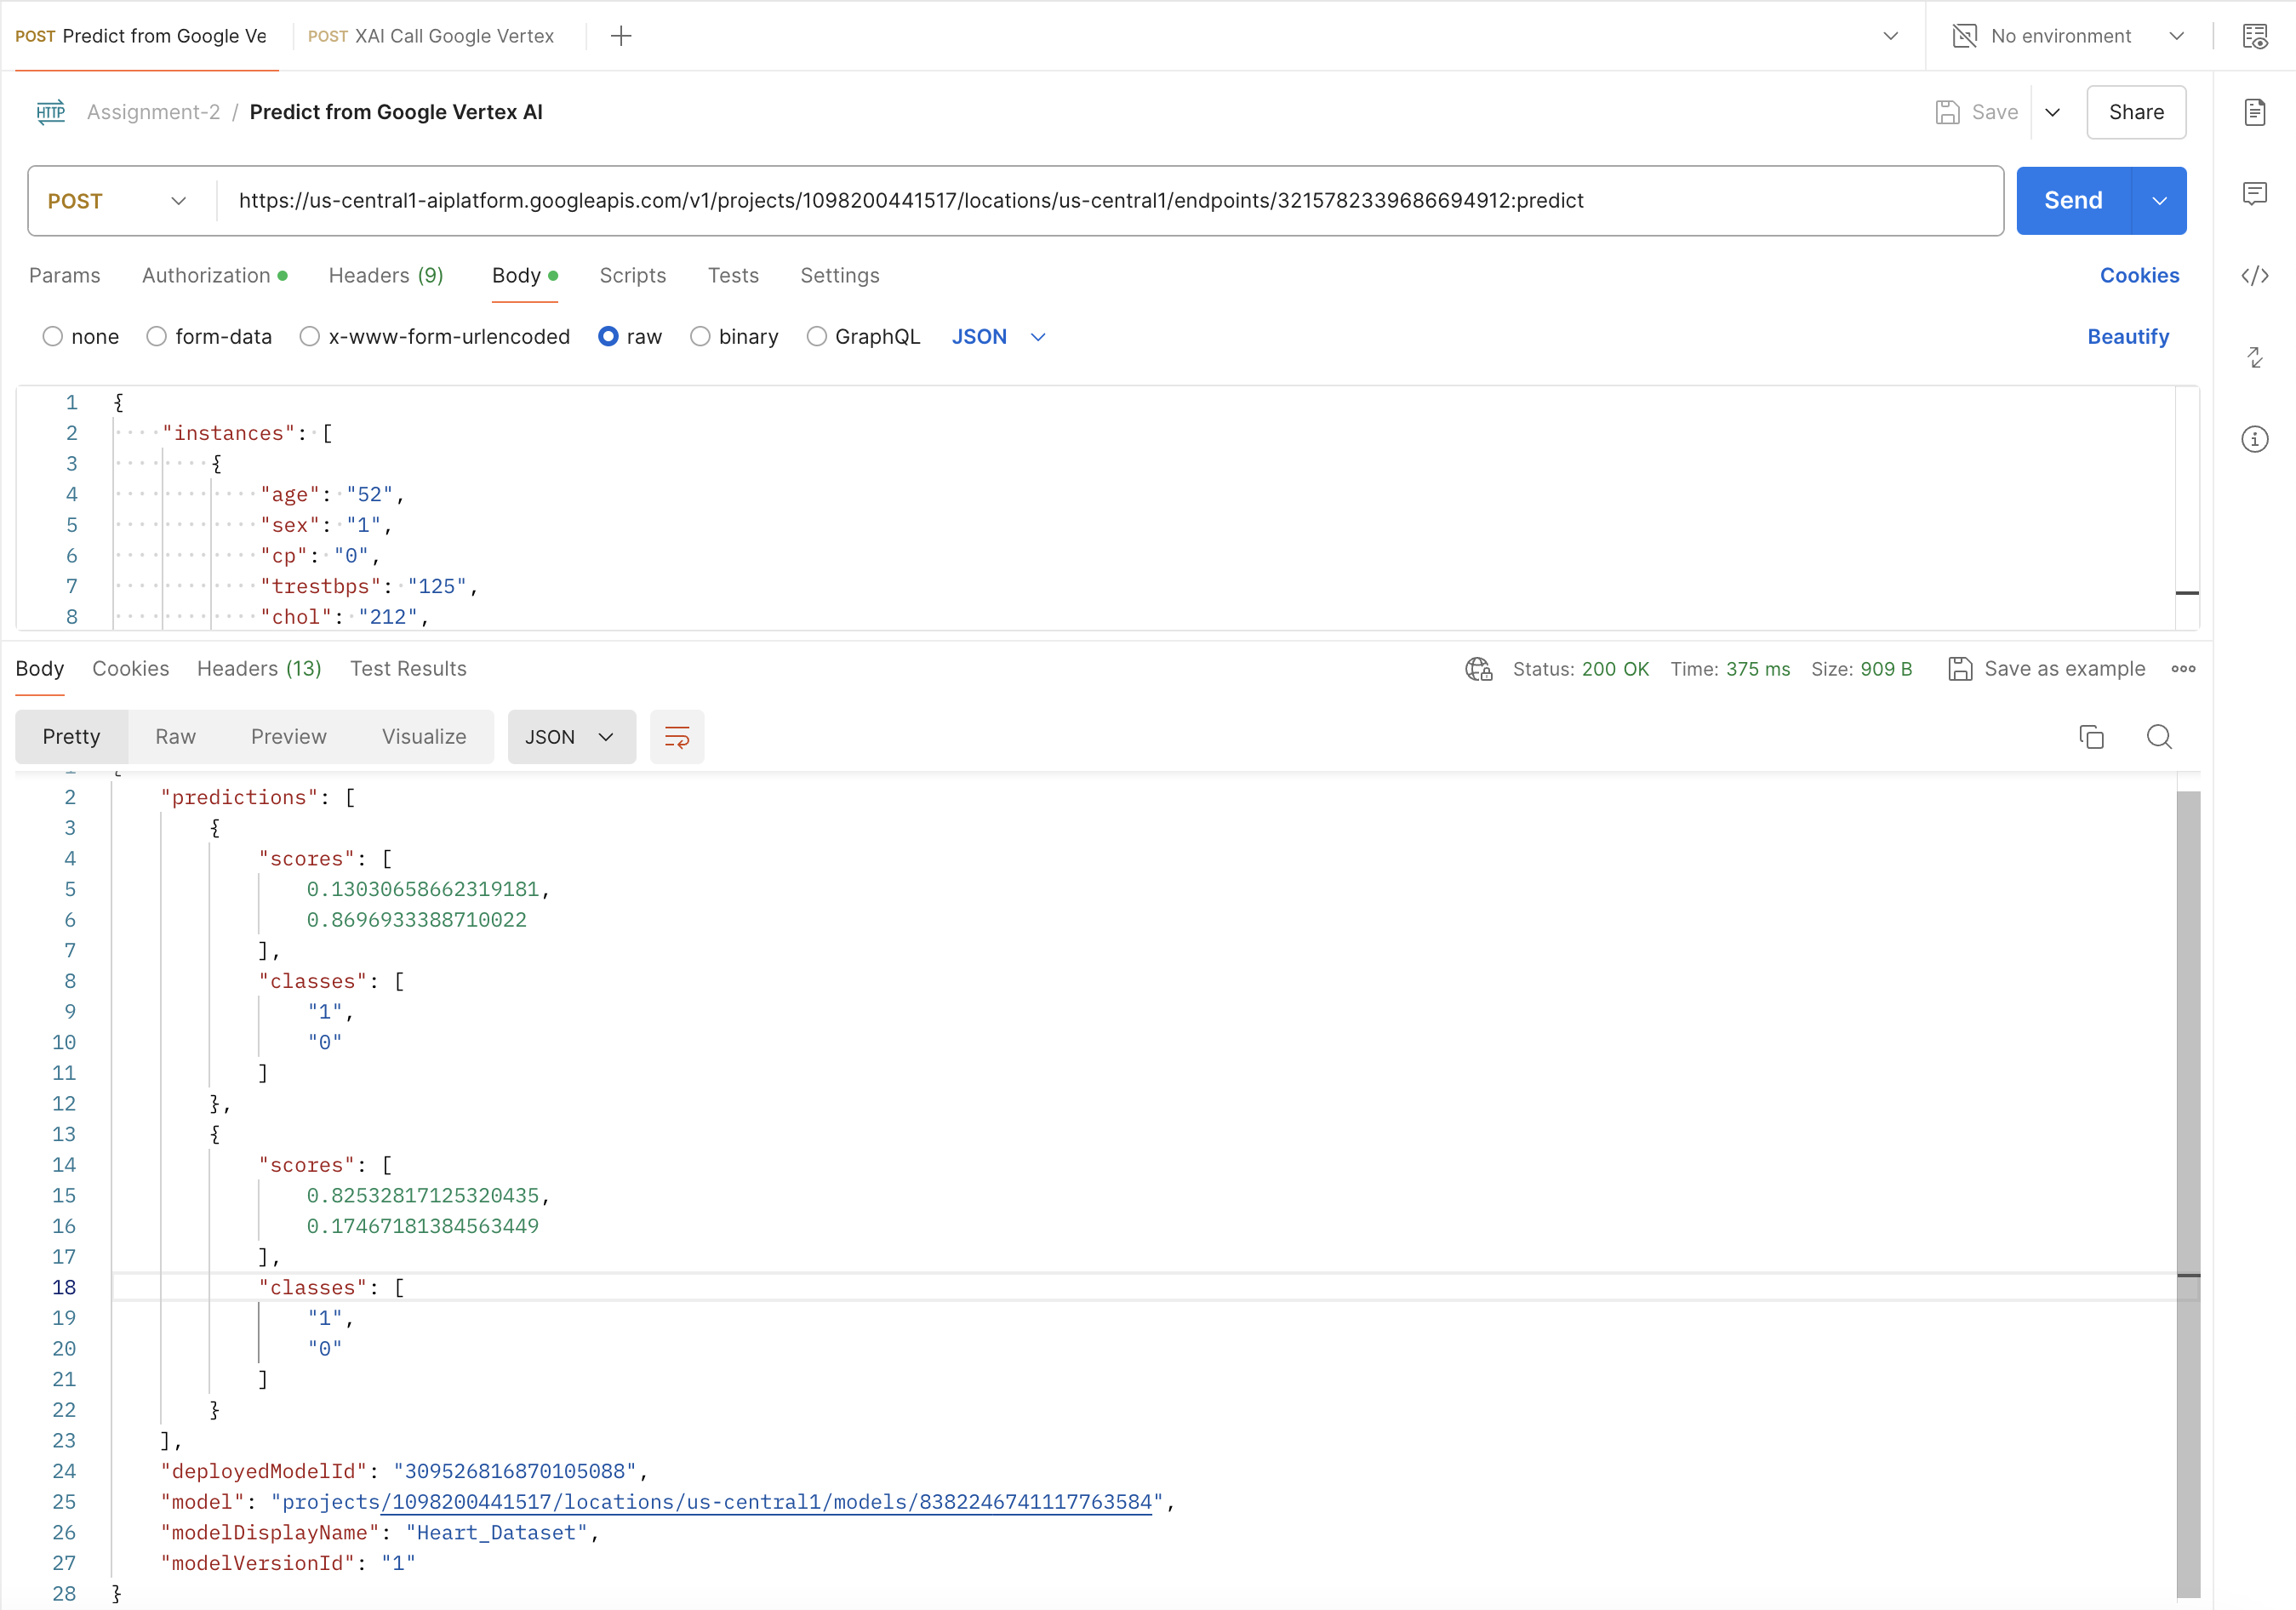 POST Predict from Google Ve POST XAI Call Google Vertex No environment
HTTP Assignment-2 / Predict from Google Vertex AI Save Share
POST https://us-central1-aiplatform.googleapis.com/v1/projects/1098200441517/locations/us-central1/endpoints/3215782339686694912:predict Send
Params Authorization Headers (9) Body Scripts Tests Settings Cookies
none form-data x-www-form-urlencoded raw binary GraphQL JSON Beautify
1 {
2 "instances": [
3 {
4 "age": "52",
5 "sex": "1",
6 "cp": "0",
7 "trestbps": "125",
8 "chol": "212",
Body Cookies Headers (13) Test Results Status: 200 OK Time: 375 ms Size: 909 B Save as example
Pretty Raw Preview Visualize JSON
1 {
2 "predictions": [
3 {
4 "scores": [
5 0.13030658662319181,
6 0.8696933388710022
7 ],
8 "classes": [
9 "1",
10 "0"
11 ]
12 },
13 {
14 "scores": [
15 0.82532817125320435,
16 0.17467181384563449
17 ],
18 "classes": [
19 "1",
20 "0"
21 ]
22 }
23 ],
24 "deployedModelId": "309526816870105088",
25 "model": "projects/1098200441517/locations/us-central1/models/8382246741117763584",
26 "modelDisplayName": "Heart_Dataset",
27 "modelVersionId": "1"
28 }